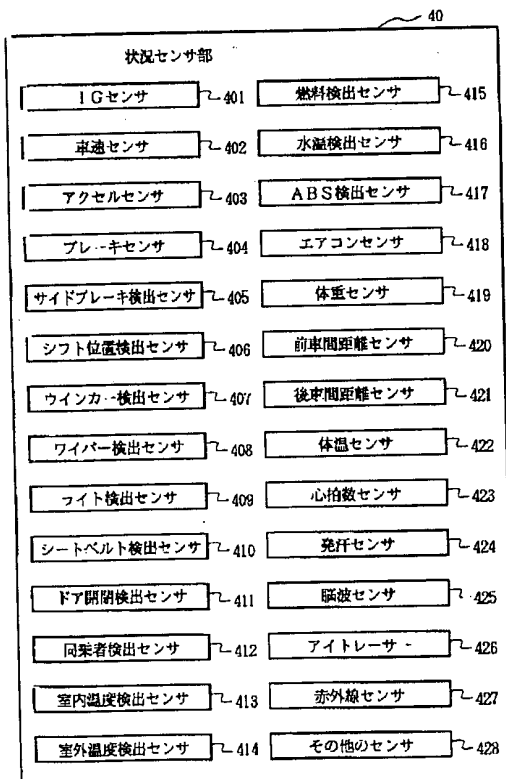 40
状況センサ部
IGセンサ 401
車速センサ 402
アクセルセンサ 403
ブレーキセンサ 404
サイドブレーキ検出センサ 405
シフト位置検出センサ 406
ウインカー検出センサ 407
ワイパー検出センサ 408
ライト検出センサ 409
シートベルト検出センサ 410
ドア開閉検出センサ 411
同乗者検出センサ 412
室内温度検出センサ 413
室外温度検出センサ 414
燃料検出センサ 415
水温検出センサ 416
ABS検出センサ 417
エアコンセンサ 418
体重センサ 419
前車間距離センサ 420
後車間距離センサ 421
体温センサ 422
心拍数センサ 423
発汗センサ 424
脳波センサ 425
アイトレーサー 426
赤外線センサ 427
その他のセンサ 428